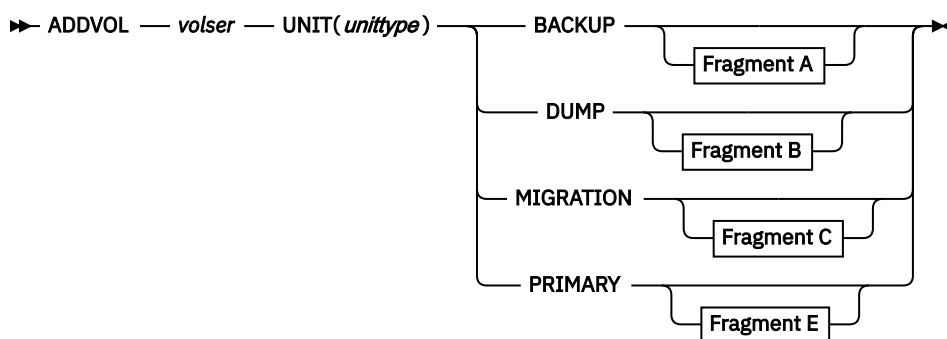 ADDVOL volser UNIT( unittype ) BACKUP
Fragment A
DUMP
Fragment B
MIGRATION
Fragment C
PRIMARY
Fragment E